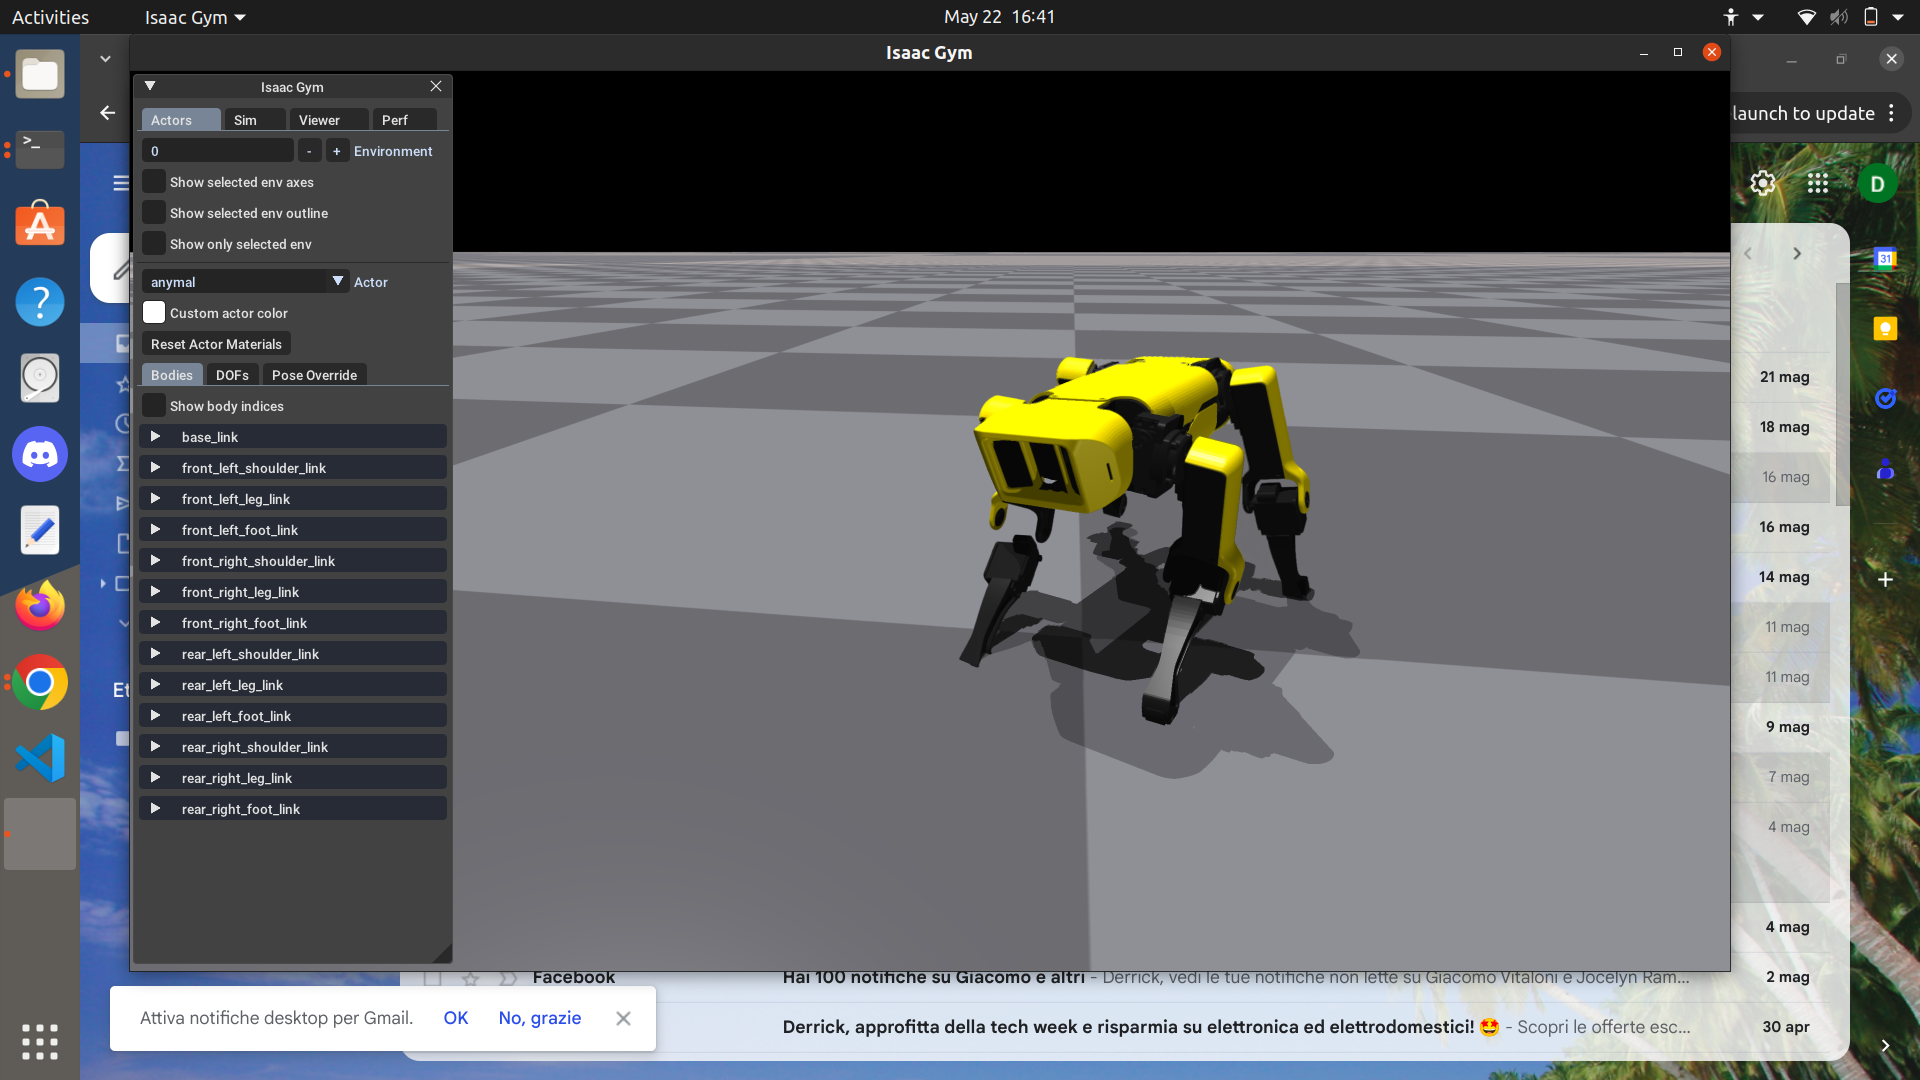 Activities
Isaac Gym
May 22 16:41
Isaac Gym
launch to update
Isaac Gym
Actors Sim Viewer Perf
0 - + Environment
Show selected env axes
Show selected env outline
Show only selected env
anymal Actor
Custom actor color
Reset Actor Materials
Bodies DOFs Pose Override
Show body indices
base_link
front_left_shoulder_link
front_left_leg_link
front_left_foot_link
front_right_shoulder_link
front_right_leg_link
front_right_foot_link
rear_left_shoulder_link
rear_left_leg_link
rear_left_foot_link
rear_right_shoulder_link
rear_right_leg_link
rear_right_foot_link
Et
D
31
21 mag
18 mag
16 mag
16 mag
14 mag
11 mag
11 mag
9 mag
7 mag
4 mag
4 mag
Facebook Hai 100 notifiche su Giacomo e altri - Derrick, vedi le tue notifiche non lette su Giacomo Vitaloni e Jocelyn Ram... 2 mag
Derrick, approfitta della tech week e risparmia su elettronica ed elettrodomestici! 🤩 - Scopri le offerte esc... 30 apr
Attiva notifiche desktop per Gmail. OK No, grazie